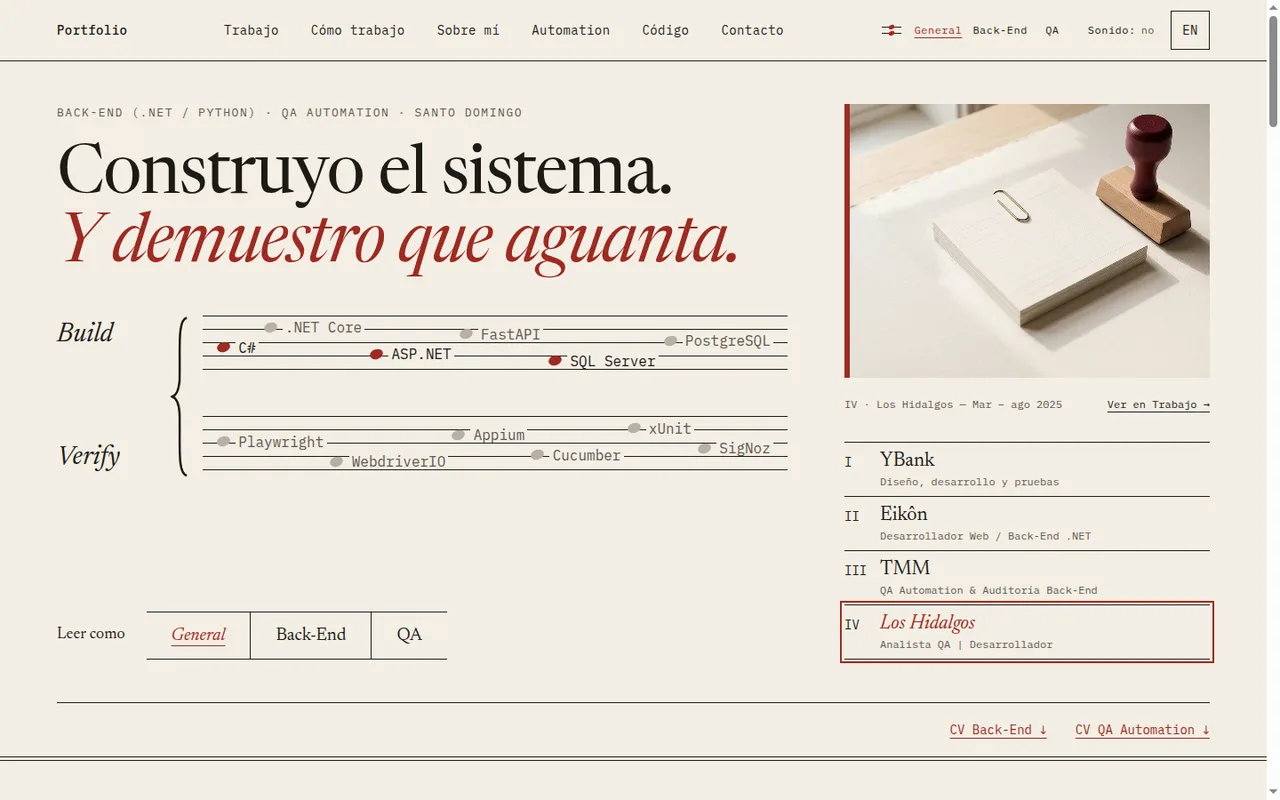 Portfolio
Trabajo
Cómo trabajo
Sobre mí
Automation
Código
Contacto
General
Back-End
QA
Sonido: no
EN
BACK-END (.NET / PYTHON) · QA AUTOMATION · SANTO DOMINGO
Construyo el sistema.
Y demuestro que aguanta.
Build
.NET Core
FastAPI
PostgreSQL
C#
ASP.NET
SQL Server
Verify
Playwright
Appium
xUnit
WebdriverIO
Cucumber
SigNoz
Leer como
General
Back-End
QA
IV · Los Hidalgos — Mar – ago 2025
Ver en Trabajo →
I
YBank
Diseño, desarrollo y pruebas
II
Eikôn
Desarrollador Web / Back-End .NET
III
TMM
QA Automation & Auditoría Back-End
IV
Los Hidalgos
Analista QA | Desarrollador
CV Back-End ↓
CV QA Automation ↓